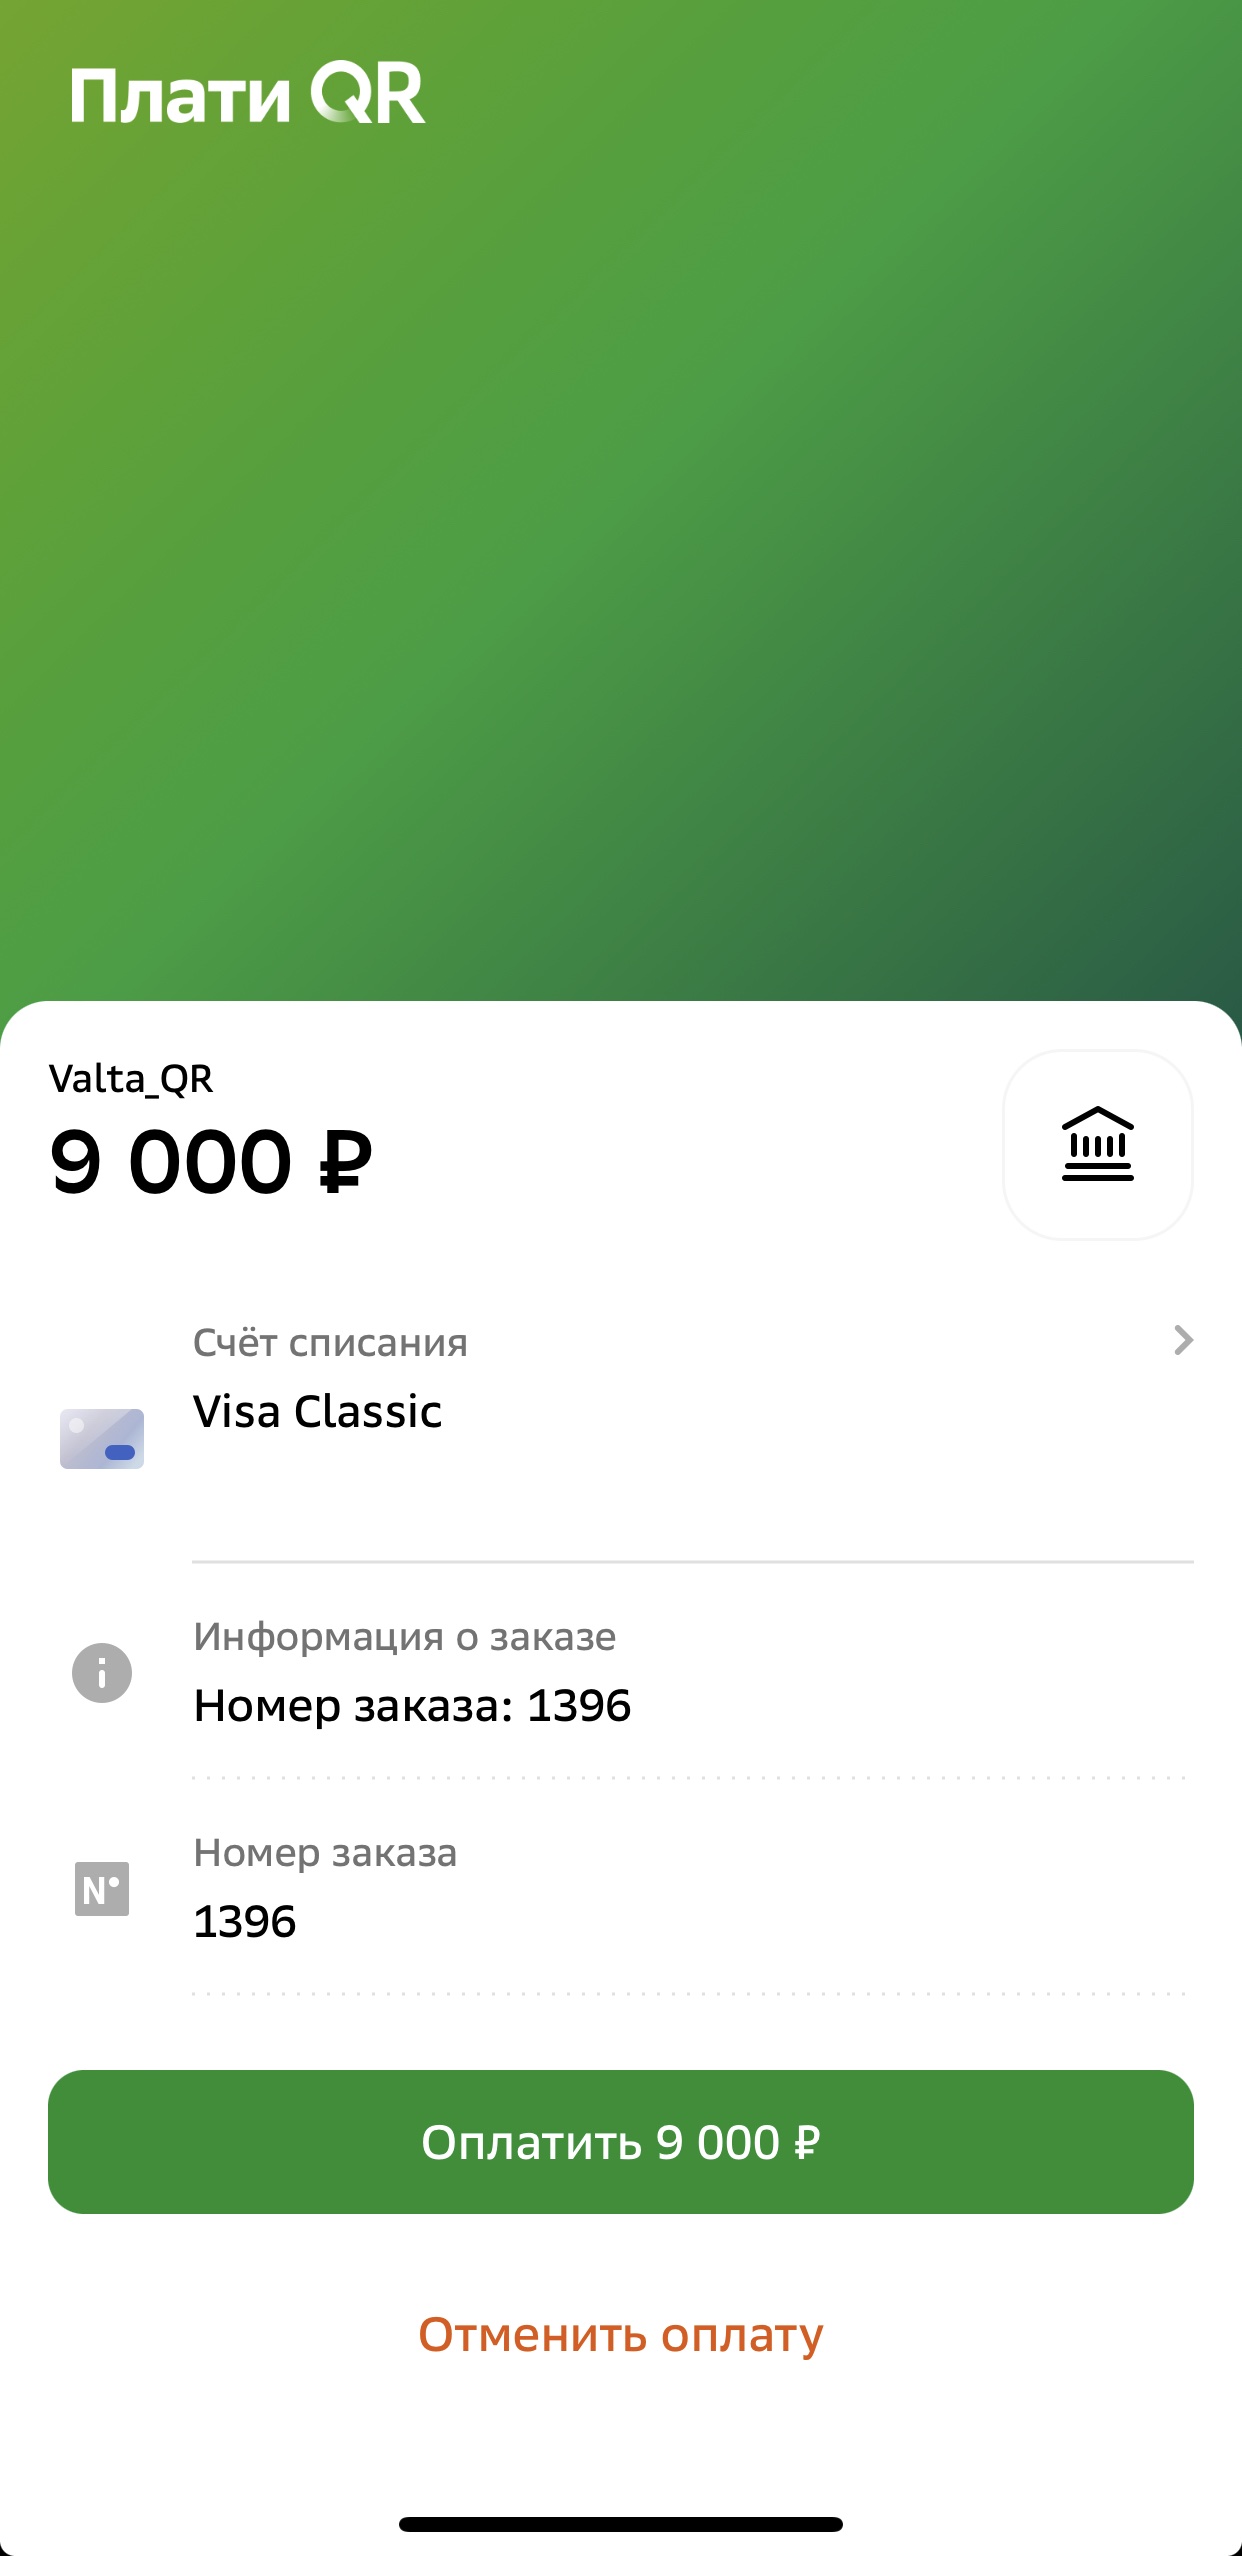 Плати QR
Valta_QR
9 000 ₽
Счёт списания
Visa Classic
Информация о заказе
Номер заказа: 1396
N°
Номер заказа
1396
Оплатить 9 000 ₽
Отменить оплату